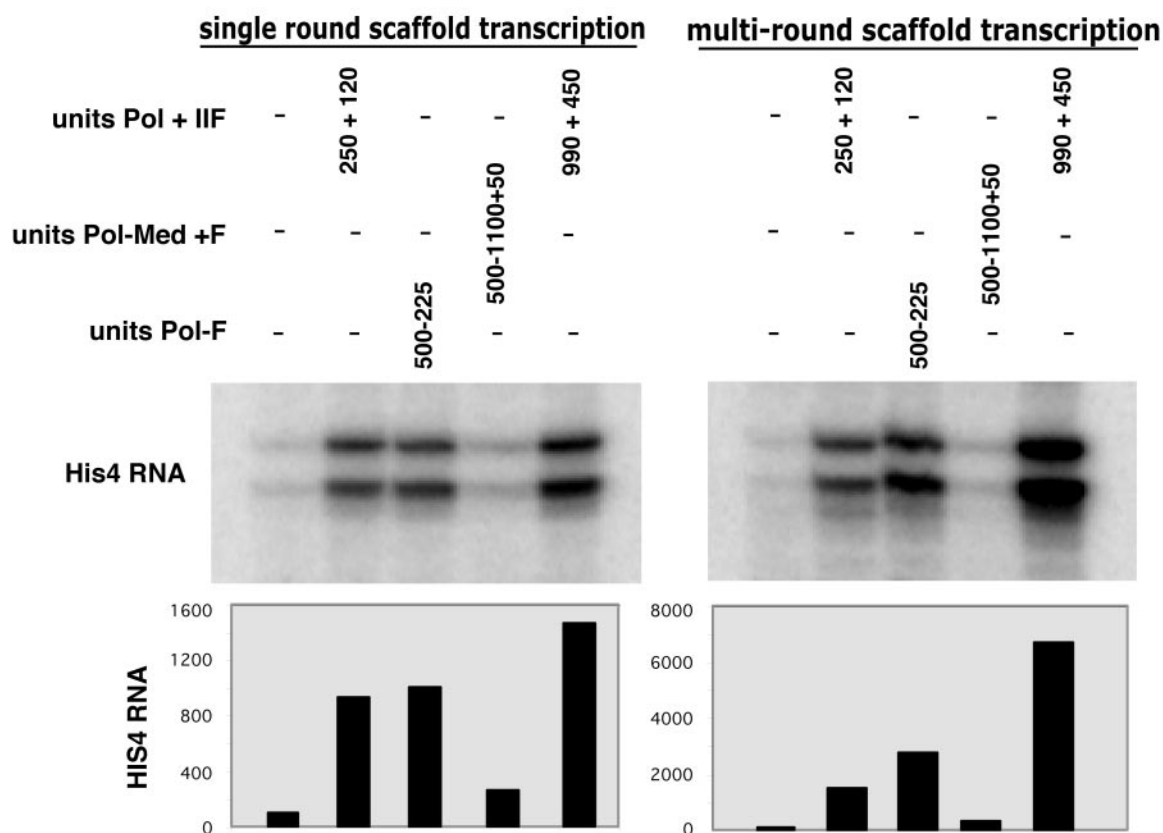 single round scaffold transcription
multi-round scaffold transcription
units Pol + IIF - 250 + 120 - - 990 + 450 - 250 + 120 - - 990 + 450
units Pol-Med +F - - - 500-1100+50 - - - - 500-1100+50 -
units Pol-F - - 500-225 - - - - 500-225 - -
His4 RNA
HIS4 RNA
1600
1200
800
400
0
8000
6000
4000
2000
0